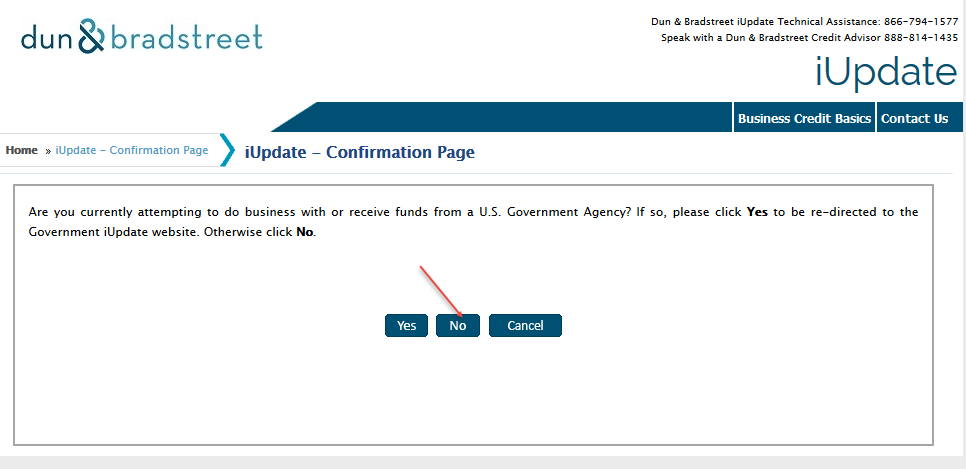 dun & bradstreet
Dun & Bradstreet iUpdate Technical Assistance: 866-794-1577
Speak with a Dun & Bradstreet Credit Advisor 888-814-1435
iUpdate
Business Credit Basics
Contact Us
Home » iUpdate - Confirmation Page
iUpdate – Confirmation Page
Are you currently attempting to do business with or receive funds from a U.S. Government Agency? If so, please click Yes to be re-directed to the
Government iUpdate website. Otherwise click No.
Yes
No
Cancel